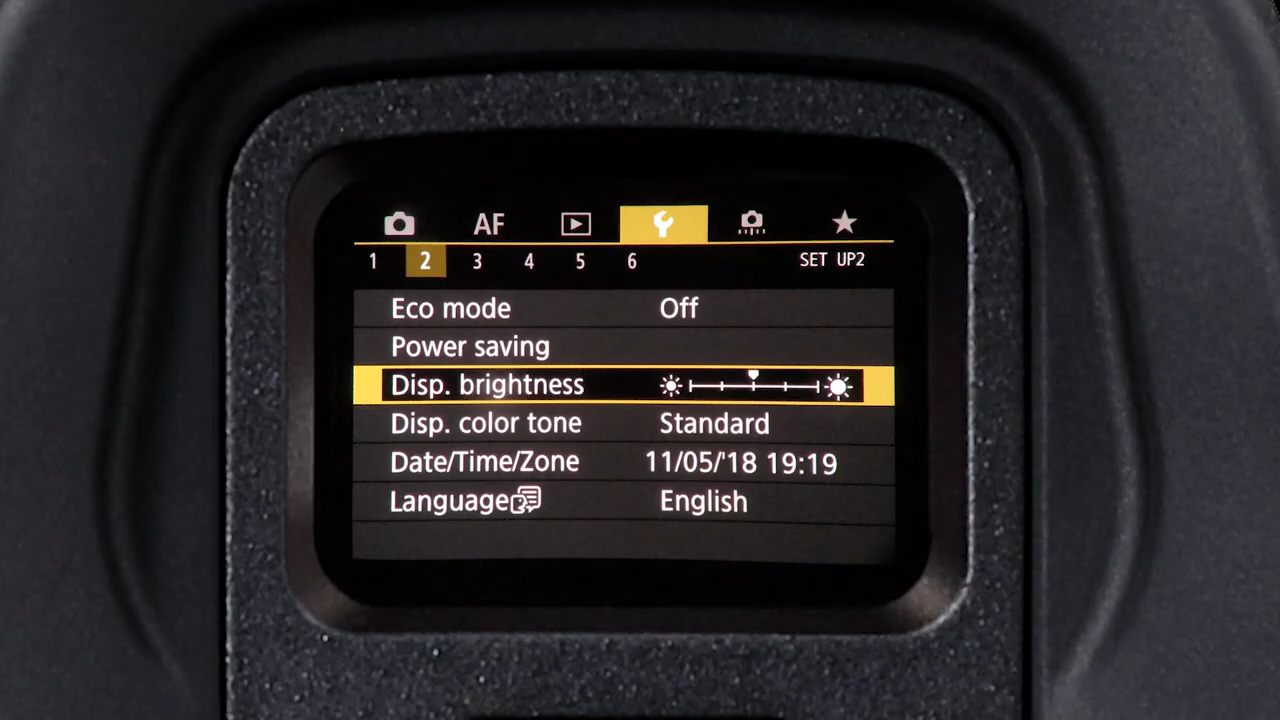 AF
1 2 3 4 5 6 SET UP2
Eco mode Off
Power saving
Disp. brightness
Disp. color tone Standard
Date/Time/Zone 11/05/'18 19:19
Language English